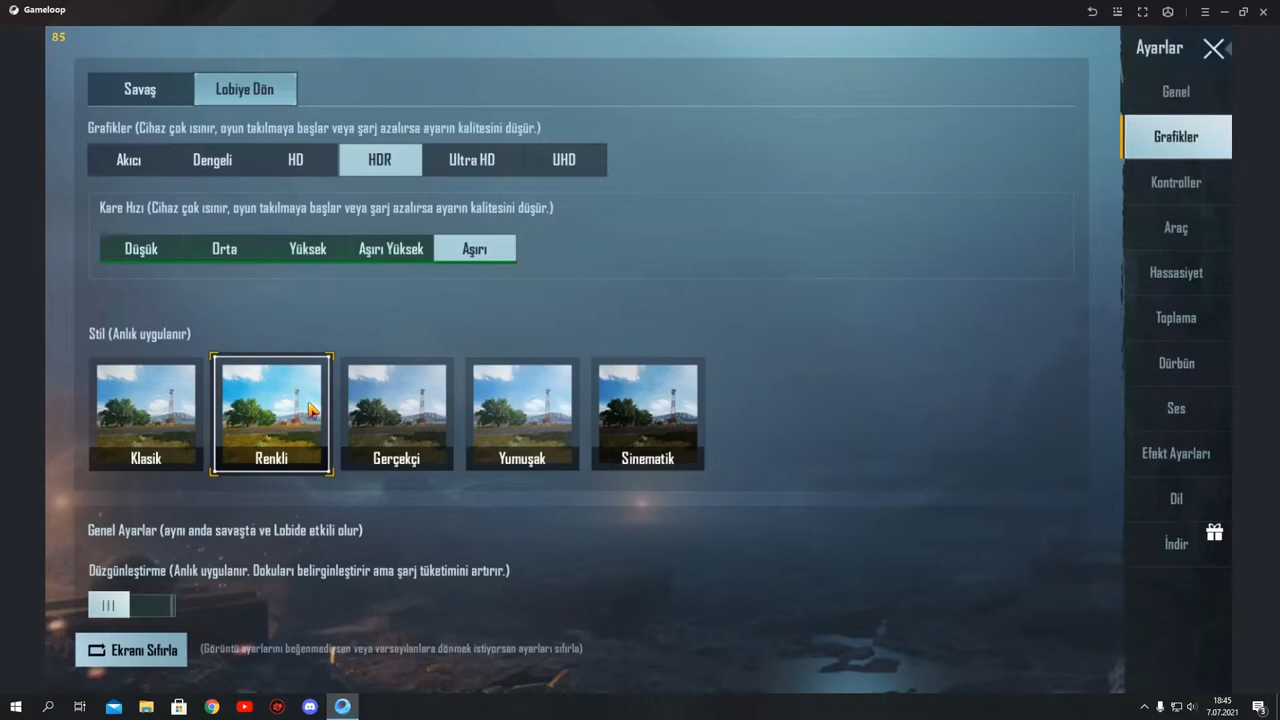 Gameloop
85
Savaş
Lobiye Dön
Grafikler (Cihaz çok ısınır, oyun takılmaya başlar veya şarj azalırsa ayarın kalitesini düşür.)
Akıcı
Dengeli
HD
HDR
Ultra HD
UHD
Kare Hızı (Cihaz çok ısınır, oyun takılmaya başlar veya şarj azalırsa ayarın kalitesini düşür.)
Düşük
Orta
Yüksek
Aşırı Yüksek
Aşırı
Stil (Anlık uygulanır)
Klasik
Renkli
Gerçekçi
Yumuşak
Sinematik
Genel Ayarlar (aynı anda savaşta ve Lobide etkili olur)
Düzgünleştirme (Anlık uygulanır. Dokuları belirginleştirir ama şarj tüketimini artırır.)
Ekranı Sıfırla
(Görüntü ayarlarını beğenmedirsen veya versayılanlara dönmek istiyorsen ayarları sıfırla)
Ayarlar
Genel
Grafikler
Kontroller
Araç
Hassasiyet
Toplama
Dürbün
Ses
Efekt Ayarları
Dil
İndir
18:45
7.07.2021
3